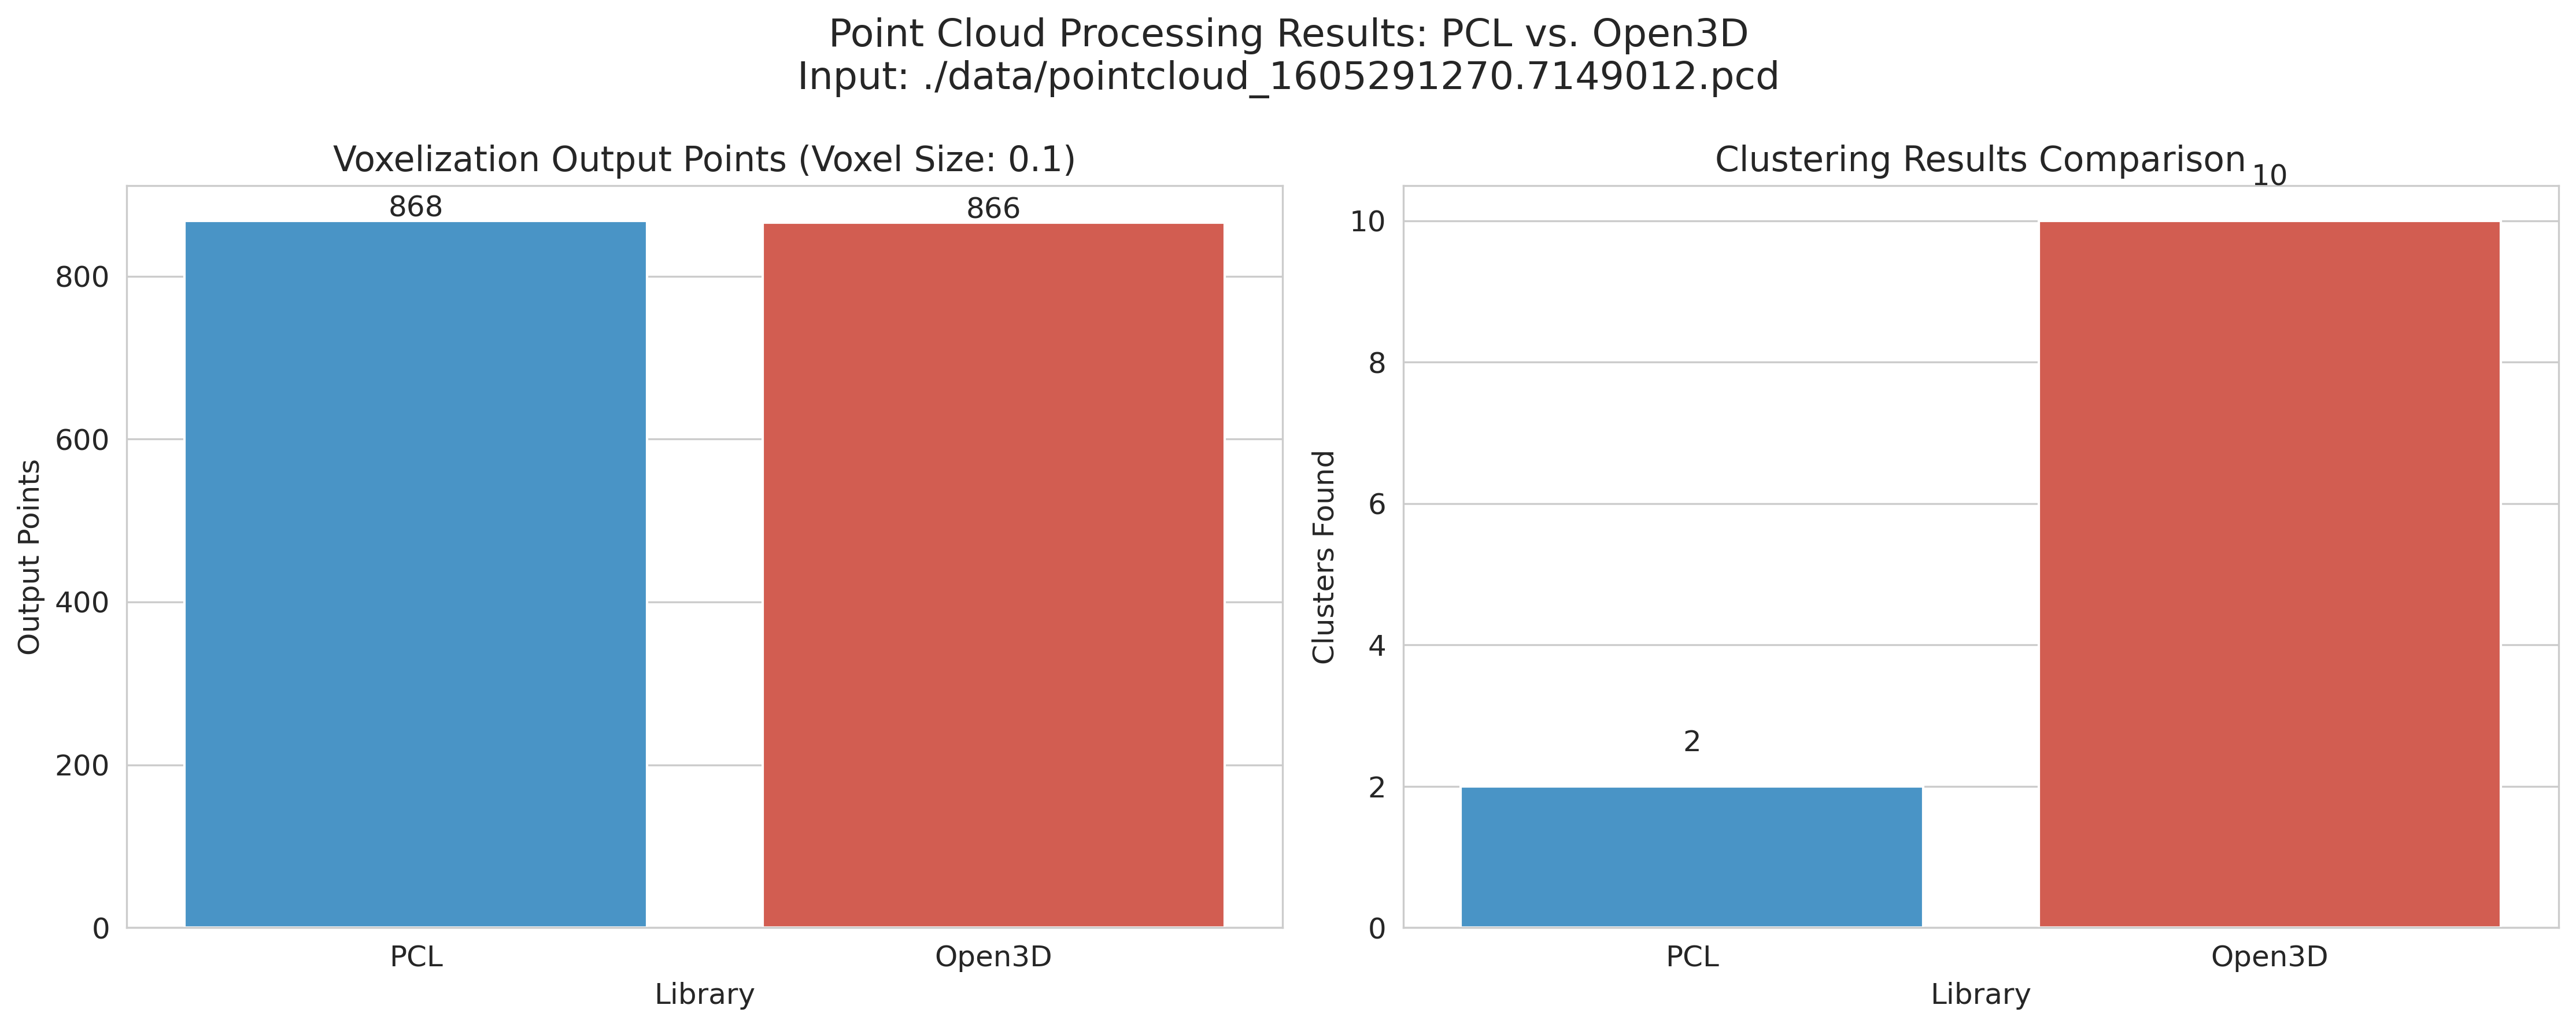 Point Cloud Processing Results: PCL vs. Open3D
Input: ./data/pointcloud_1605291270.7149012.pcd
Voxelization Output Points (Voxel Size: 0.1)
868
866
800
600
400
200
0
Output Points
PCL
Open3D
Library
Clustering Results Comparison
10
10
8
6
4
2
0
2
Clusters Found
PCL
Open3D
Library